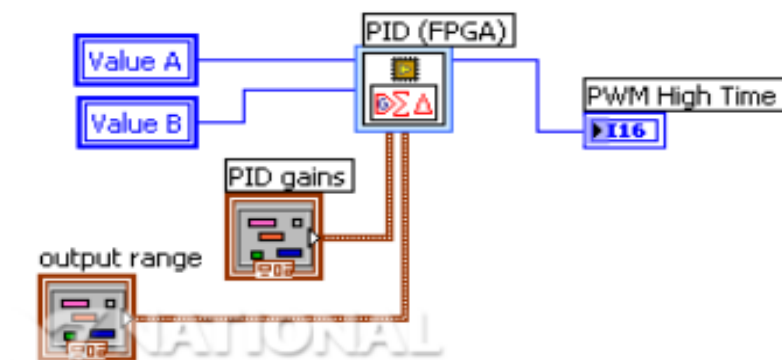 PID (FPGA)
Value A
PWM High Time
Value B
I16
PID gains
output range
NATIONAL